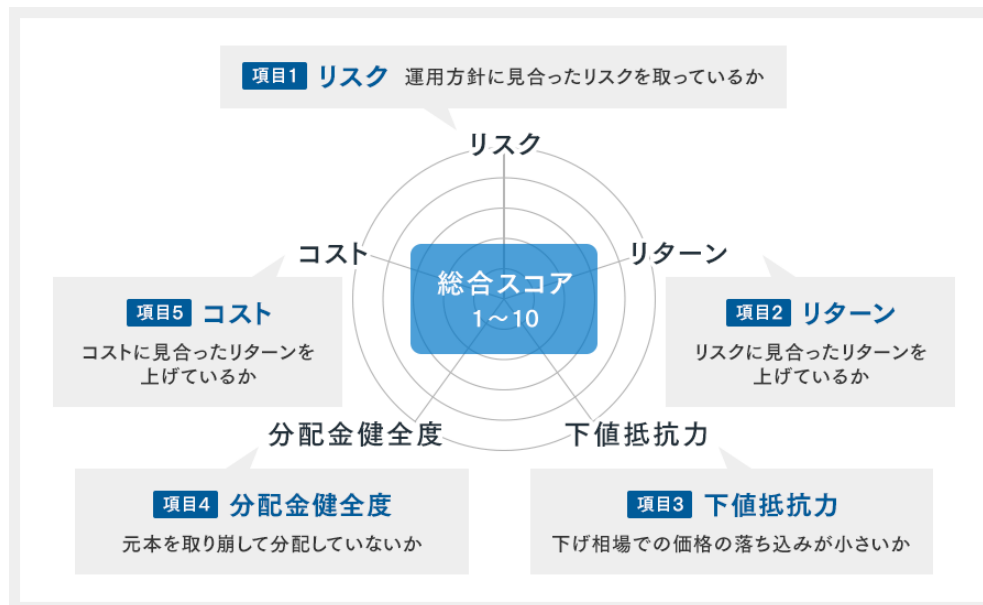 項目1 リスク 運用方針に見合ったリスクを取っているか
リスク
コスト
リターン
総合スコア
1～10
項目5 コスト
コストに見合ったリターンを
上げているか
項目2 リターン
リスクに見合ったリターンを
上げているか
分配金健全度
下値抵抗力
項目4 分配金健全度
元本を取り崩して分配していないか
項目3 下値抵抗力
下げ相場での価格の落ち込みが小さいか